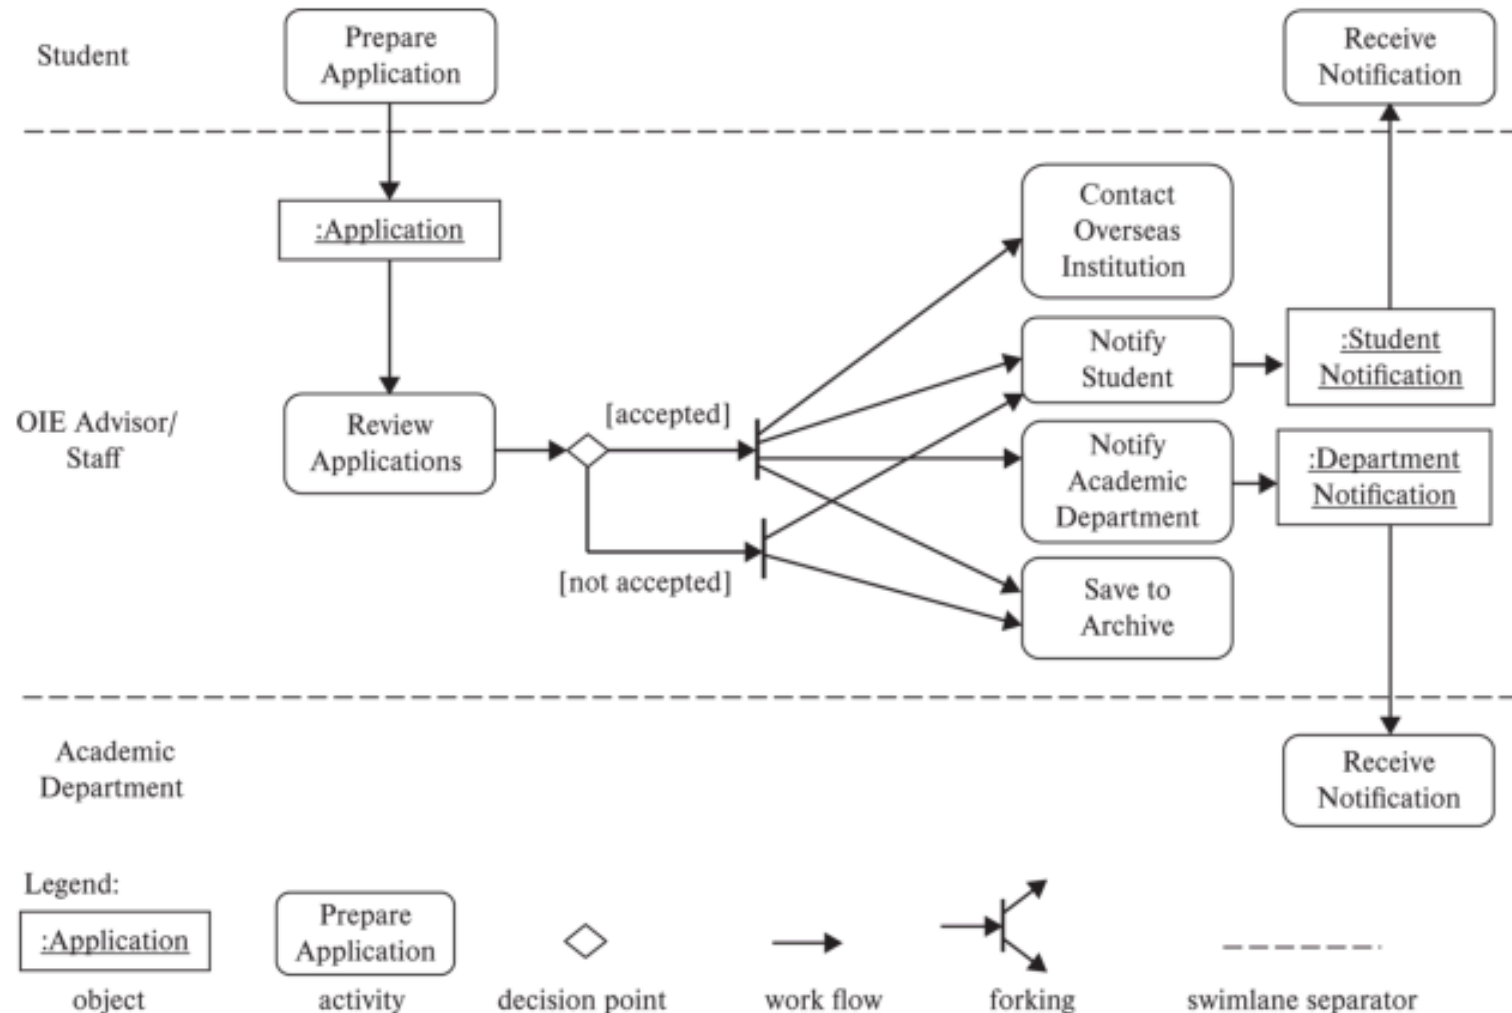 Student
Prepare
Application
Receive
Notification
:Application
Contact
Overseas
Institution
Notify
Student
:Student
Notification
OIE Advisor/
Staff
Review
Applications
[accepted]
Notify
Academic
Department
:Department
Notification
[not accepted]
Save to
Archive
Academic
Department
Receive
Notification
Legend:
:Application
Prepare
Application
object
activity
decision point
work flow
forking
swimlane separator